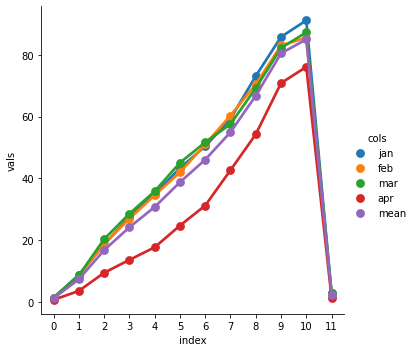 80
60
40
20
0
vals
0 1 2 3 4 5 6 7 8 9 10 11
index
cols
jan
feb
mar
apr
mean